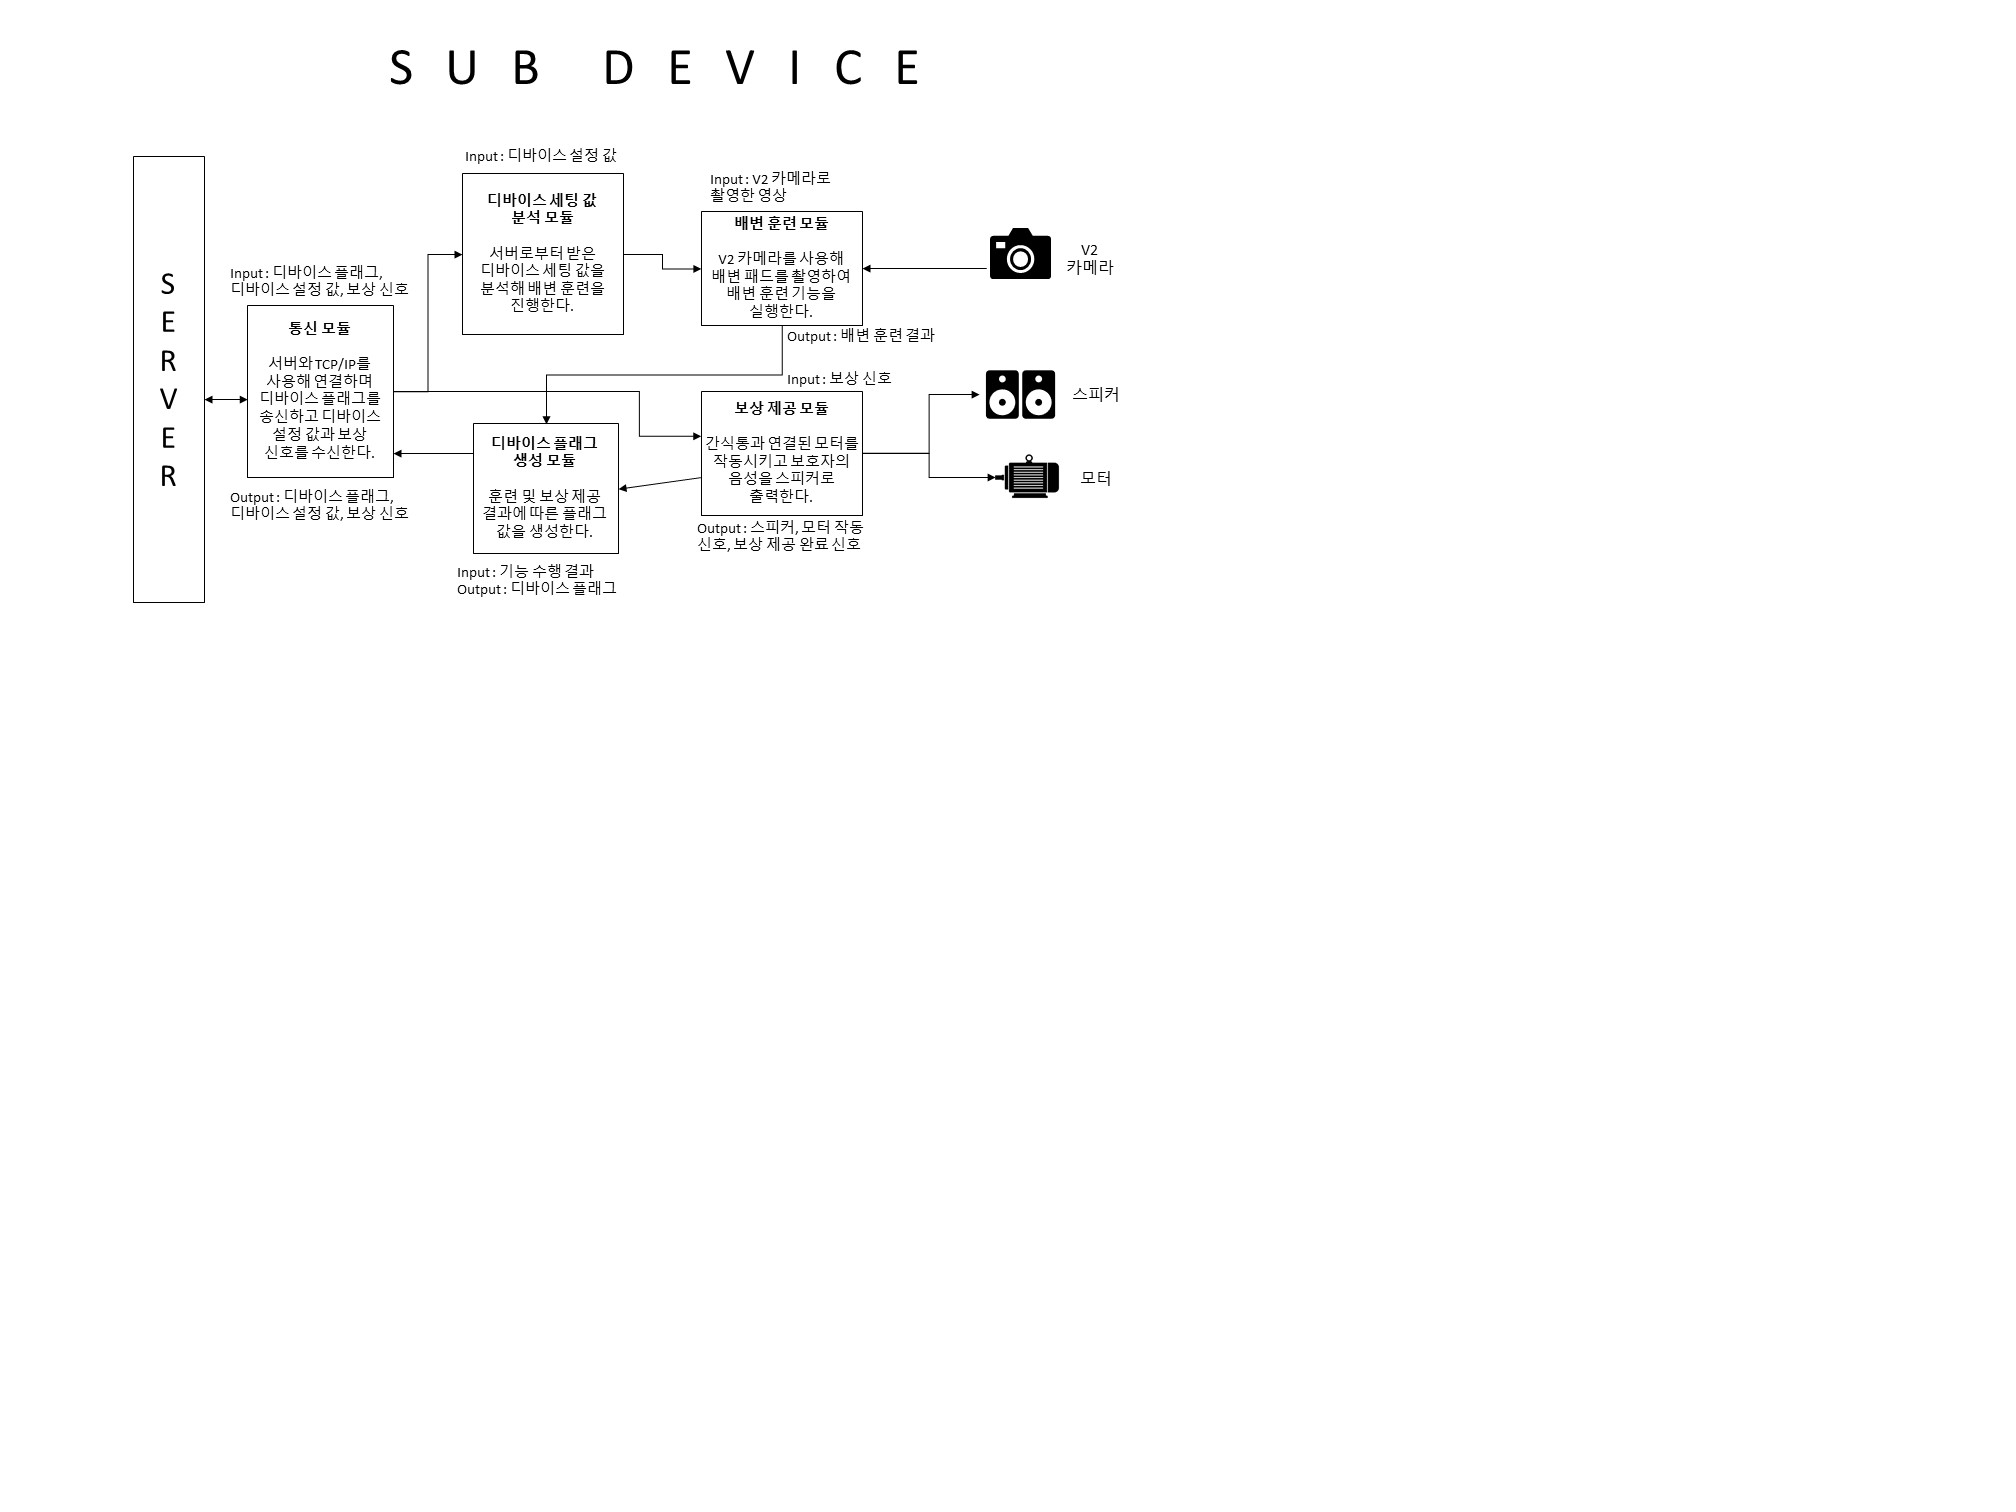 SUB DEVICE
SERVER
Input : 디바이스 플래그,
디바이스 설정 값, 보상 신호
통신 모듈
서버와 TCP/IP를
사용해 연결하며
디바이스 플래그를
송신하고 디바이스
설정 값과 보상
신호를 수신한다.
Output : 디바이스 플래그,
디바이스 설정 값, 보상 신호
Input : 디바이스 설정 값
디바이스 세팅 값
분석 모듈
서버로부터 받은
디바이스 세팅 값을
분석해 배변 훈련을
진행한다.
Input : V2 카메라로
촬영한 영상
배변 훈련 모듈
V2 카메라를 사용해
배변 패드를 촬영하여
배변 훈련 기능을
실행한다.
Output : 배변 훈련 결과
V2
카메라
디바이스 플래그
생성 모듈
훈련 및 보상 제공
결과에 따른 플래그
값을 생성한다.
Input : 기능 수행 결과
Output : 디바이스 플래그
Input : 보상 신호
보상 제공 모듈
간식통과 연결된 모터를
작동시키고 보호자의
음성을 스피커로
출력한다.
Output : 스피커, 모터 작동
신호, 보상 제공 완료 신호
스피커
모터